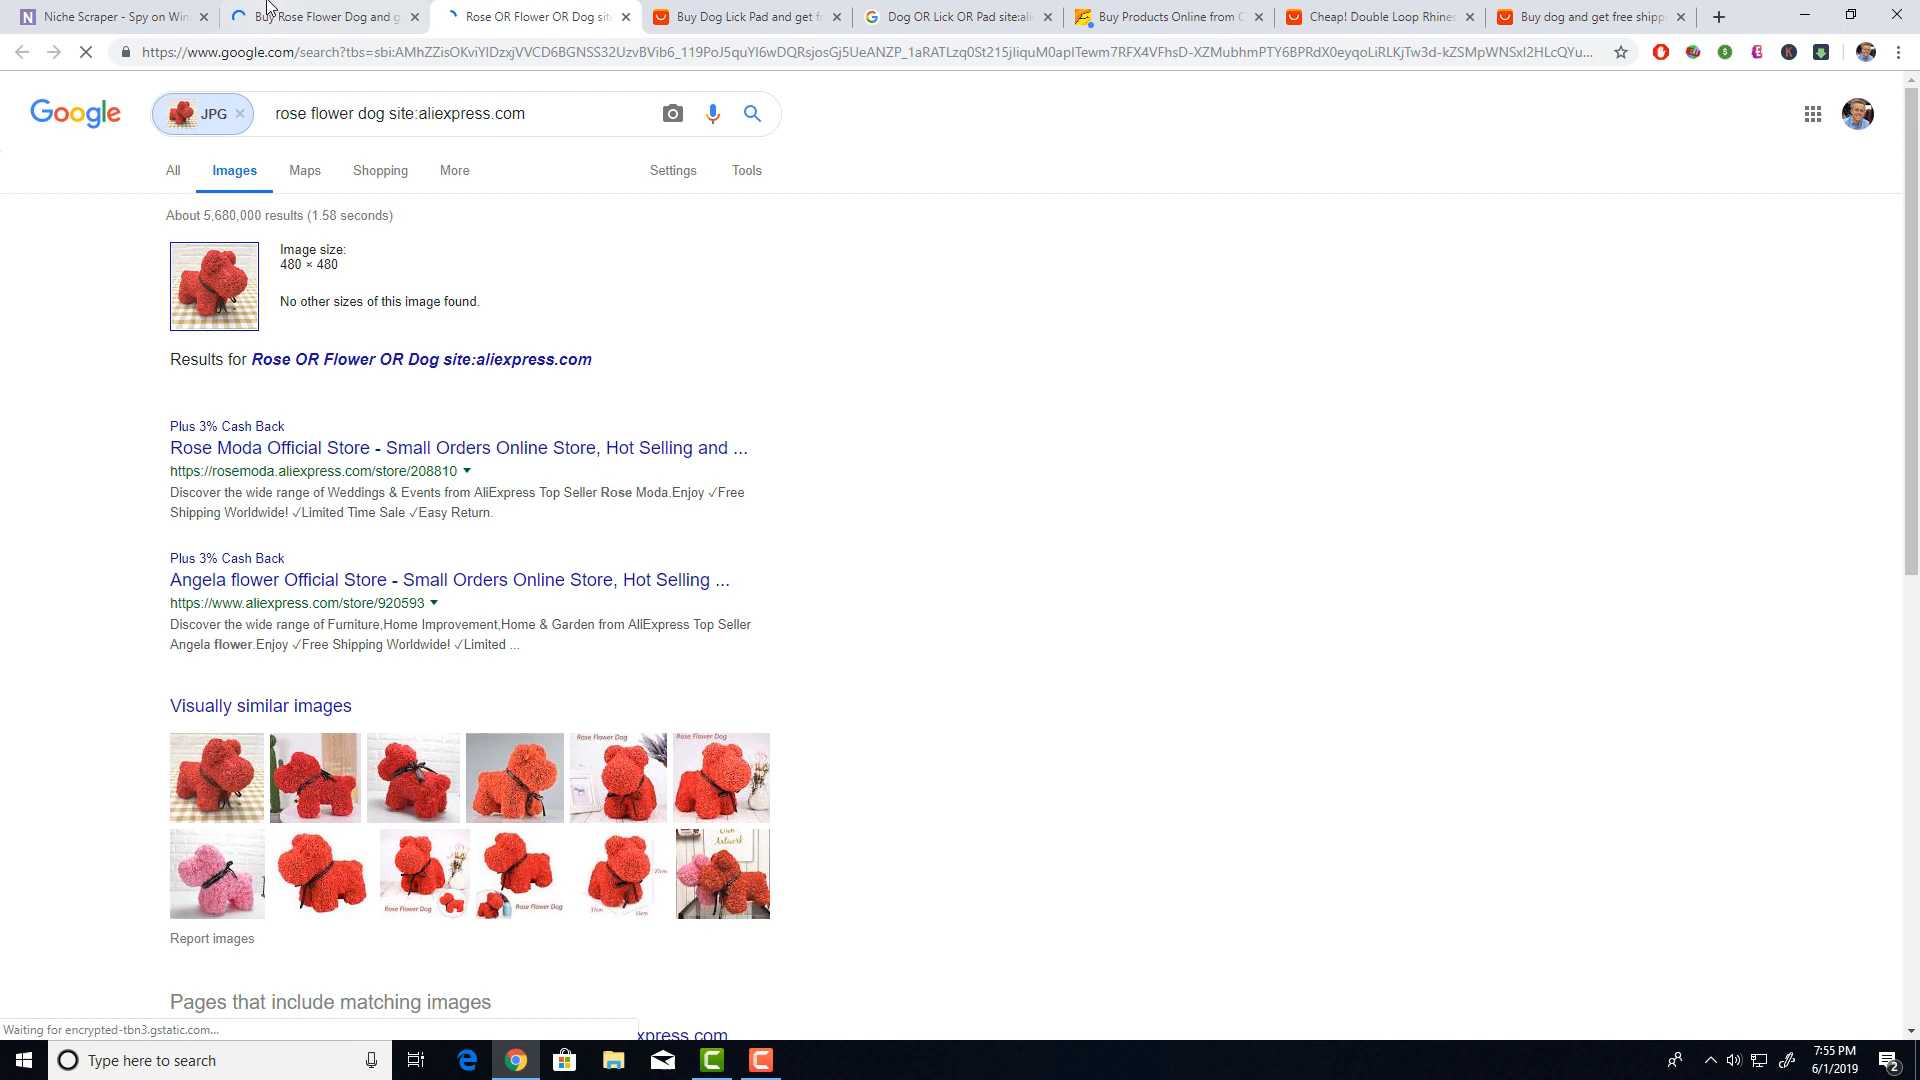 Niche Scraper - Spy on Win
Buy Rose Flower Dog and g
Rose OR Flower OR Dog sit
Buy Dog Lick Pad and get f
Dog OR Lick OR Pad site:ali
Buy Products Online from C
Cheap! Double Loop Rhines
Buy dog and get free shipp
https://www.google.com/search?tbs=sbi:AMhZZisOKviYIDzxjVVCD6BGNSS32UzvBVib6_119PoJ5quYI6wDQRsjosGj5UeANZP_1aRATLzq0St215jIiquM0apITewm7RFX4VFhsD-XZMubhmPTY6BPRdX0eyqoLiRLKjTw3d-kZSMpWNSxI2HLcQYu...
Google
JPG
rose flower dog site:aliexpress.com
All
Images
Maps
Shopping
More
Settings
Tools
About 5,680,000 results (1.58 seconds)
Image size:
480 × 480
No other sizes of this image found.
Results for Rose OR Flower OR Dog site:aliexpress.com
Plus 3% Cash Back
Rose Moda Official Store - Small Orders Online Store, Hot Selling and ...
https://rosemoda.aliexpress.com/store/208810
Discover the wide range of Weddings & Events from AliExpress Top Seller Rose Moda.Enjoy ✓Free
Shipping Worldwide! ✓Limited Time Sale ✓Easy Return.
Plus 3% Cash Back
Angela flower Official Store - Small Orders Online Store, Hot Selling ...
https://www.aliexpress.com/store/920593
Discover the wide range of Furniture,Home Improvement,Home & Garden from AliExpress Top Seller
Angela flower.Enjoy ✓Free Shipping Worldwide! ✓Limited ...
Visually similar images
Rose Flower Dog
Rose Flower Dog
Rose Flower Dog
Rose Flower Dog
Report images
Pages that include matching images
Waiting for encrypted-tbn3.gstatic.com...
xpress.com
Type here to search
7:55 PM
6/1/2019
2